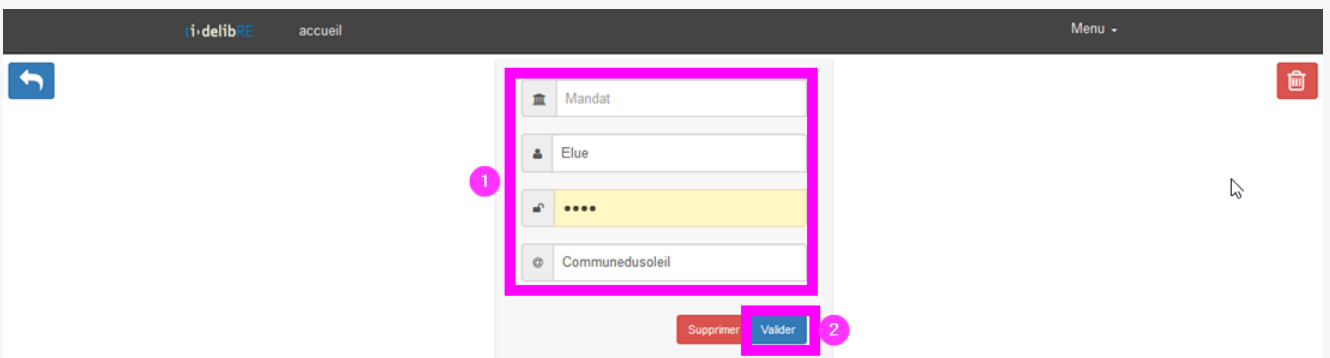 i-delibRE accueil Menu
Mandat
Elue
1
••••
@ Communedusoleil
Supprimer Valider 2